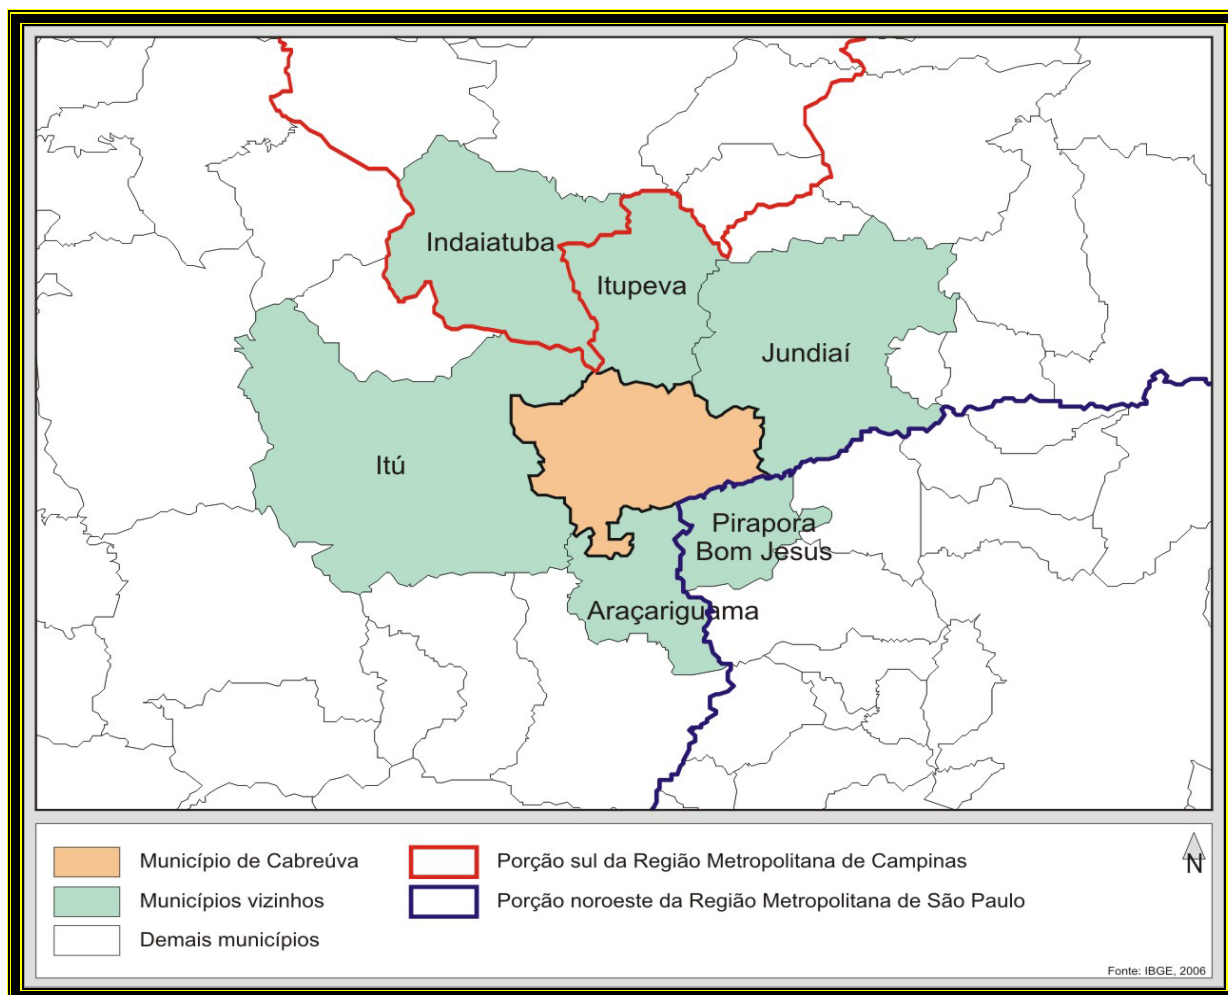 Indaiatuba
Itupeva
Jundiaí
Itú
Pirapora
Bom Jesus
Araçariguama
Município de Cabreúva
Municípios vizinhos
Demais municípios
Porção sul da Região Metropolitana de Campinas
Porção noroeste da Região Metropolitana de São Paulo
N
Fonte: IBGE, 2006